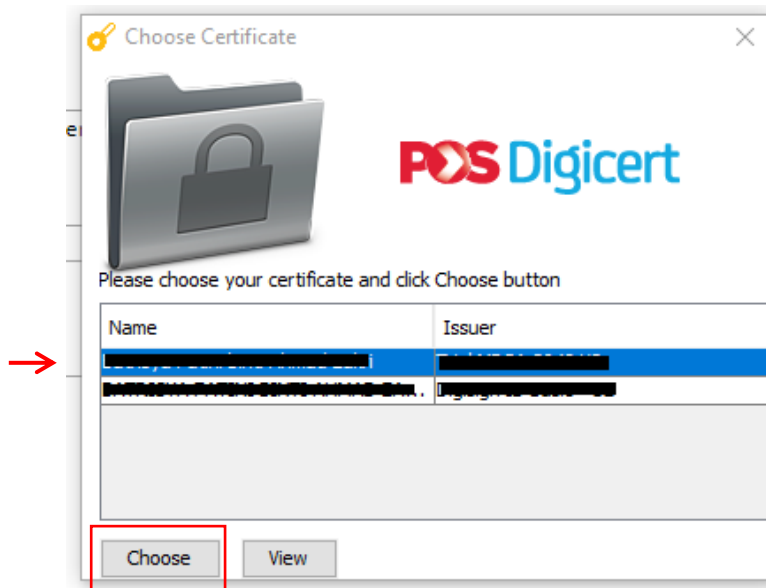 Choose Certificate
POS Digicert
Please choose your certificate and click Choose button
Name Issuer
Choose View